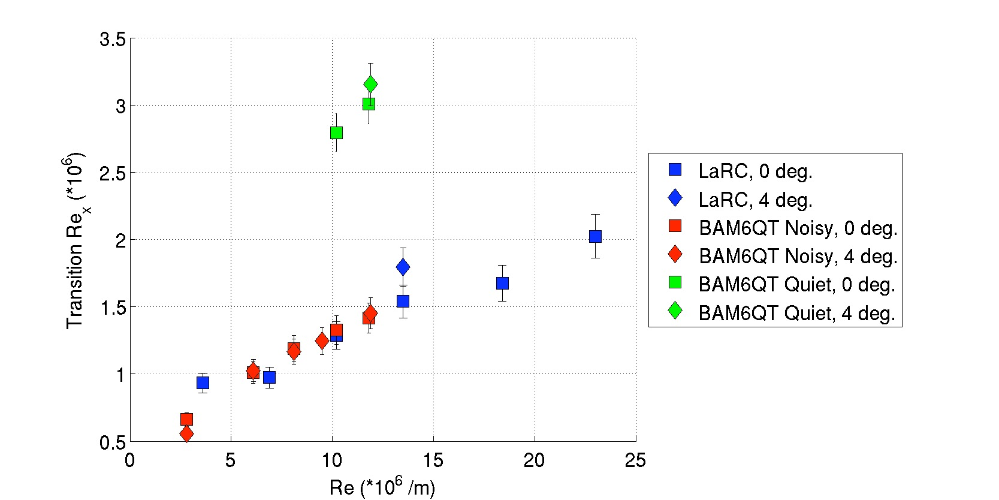 3.5
3
2.5
2
1.5
1
0.5
0 5 10 15 20 25
Transition Re_x (*10^6)
Re (*10^6 /m)
LaRC, 0 deg.
LaRC, 4 deg.
BAM6QT Noisy, 0 deg.
BAM6QT Noisy, 4 deg.
BAM6QT Quiet, 0 deg.
BAM6QT Quiet, 4 deg.